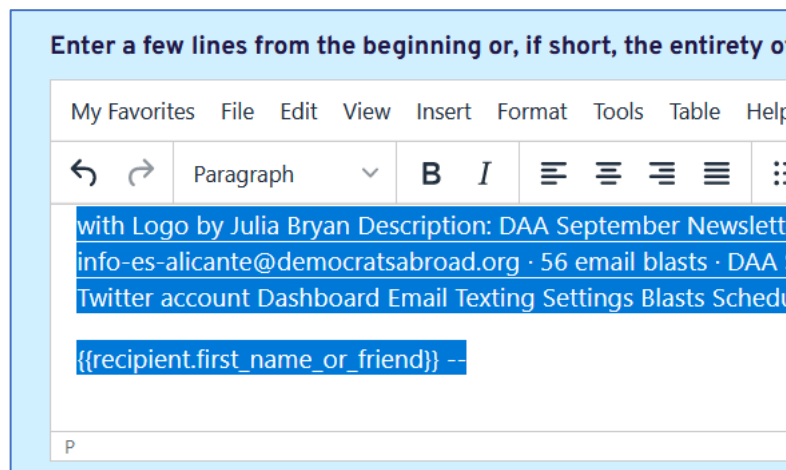 Enter a few lines from the beginning or, if short, the entirety
My Favorites File Edit View Insert Format Tools Table Help
Paragraph B I
with Logo by Julia Bryan Description: DAA September
info-es-alicante@democratsabroad.org · 56 email blasts · DAA
Twitter account Dashboard Email Texting Settings Blasts
{{recipient.first_name_or_friend}} --
P